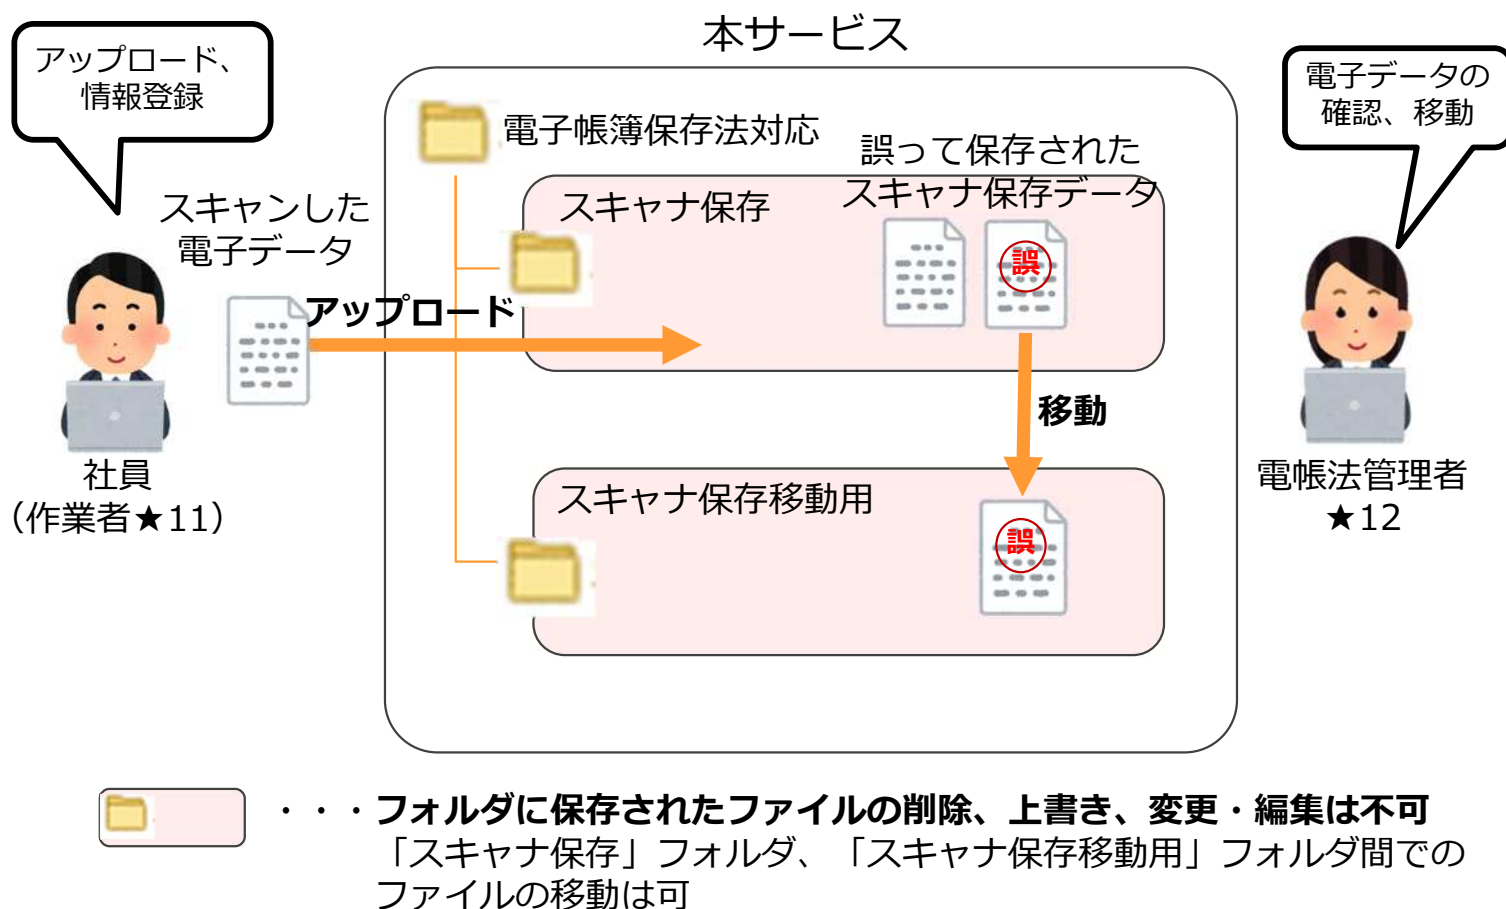 本サービス
アップロード、
情報登録
電子データの
確認、移動
電子帳簿保存法対応
誤って保存された
スキャナ保存データ
スキャナ保存
スキャンした
電子データ
誤
アップロード
移動
社員
（作業者★11）
電帳法管理者
★12
スキャナ保存移動用
誤
・・・フォルダに保存されたファイルの削除、上書き、変更・編集は不可
「スキャナ保存」フォルダ、「スキャナ保存移動用」フォルダ間での
ファイルの移動は可